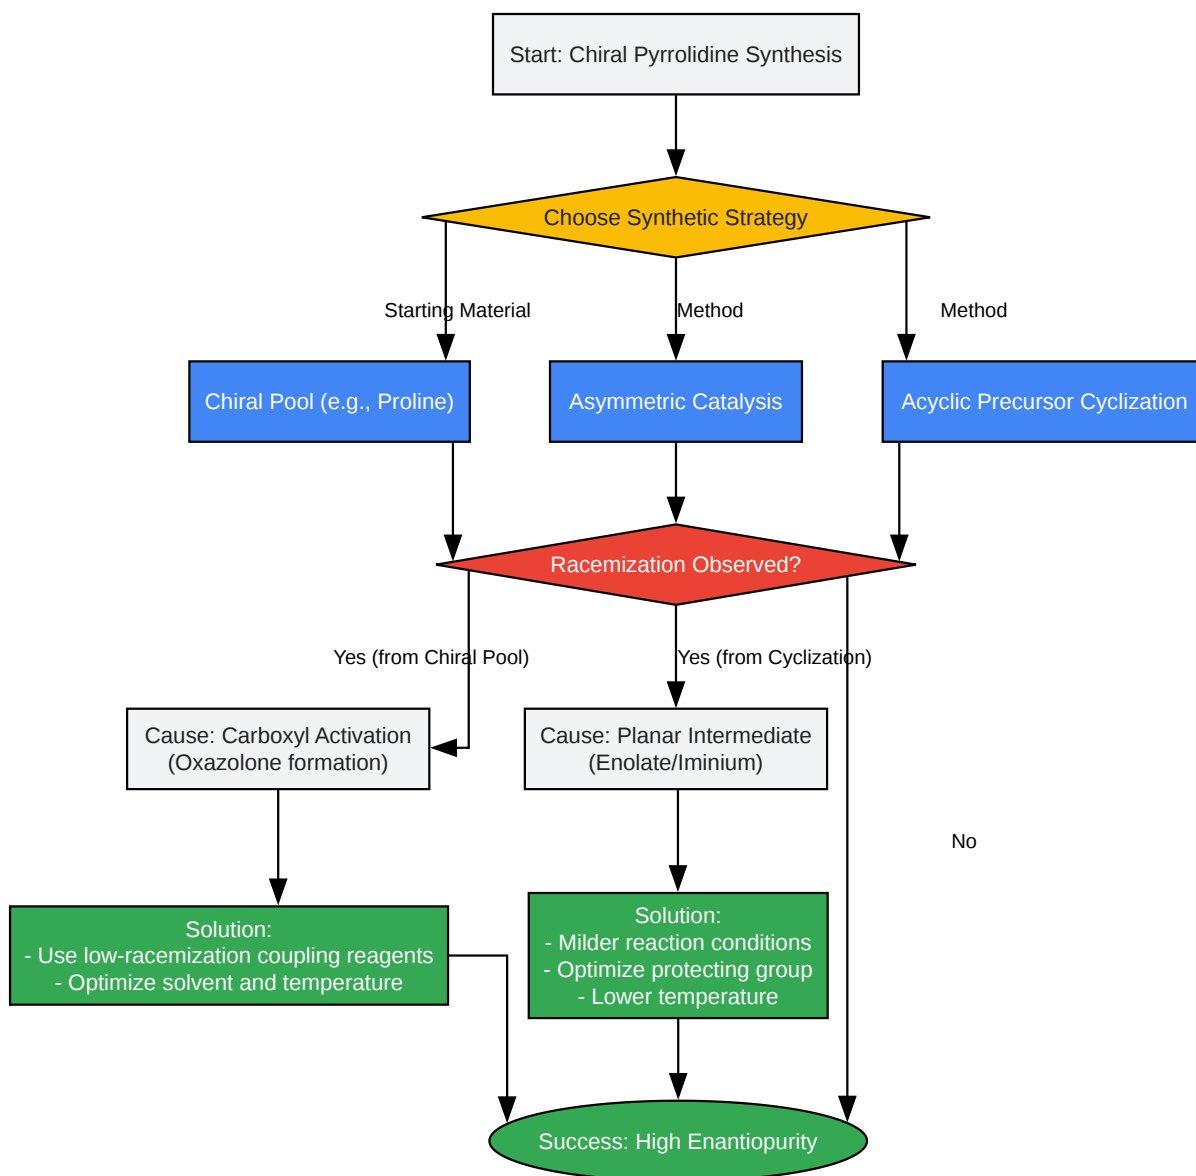 Start: Chiral Pyrrolidine Synthesis
Choose Synthetic Strategy
Starting Material
Method
Method
Chiral Pool (e.g., Proline)
Asymmetric Catalysis
Acyclic Precursor Cyclization
Racemization Observed?
Yes (from Chiral Pool)
Yes (from Cyclization)
Cause: Carboxyl Activation
(Oxazolone formation)
Cause: Planar Intermediate
(Enolate/Iminium)
No
Solution:
- Use low-racemization coupling reagents
- Optimize solvent and temperature
Solution:
- Milder reaction conditions
- Optimize protecting group
- Lower temperature
Success: High Enantiopurity